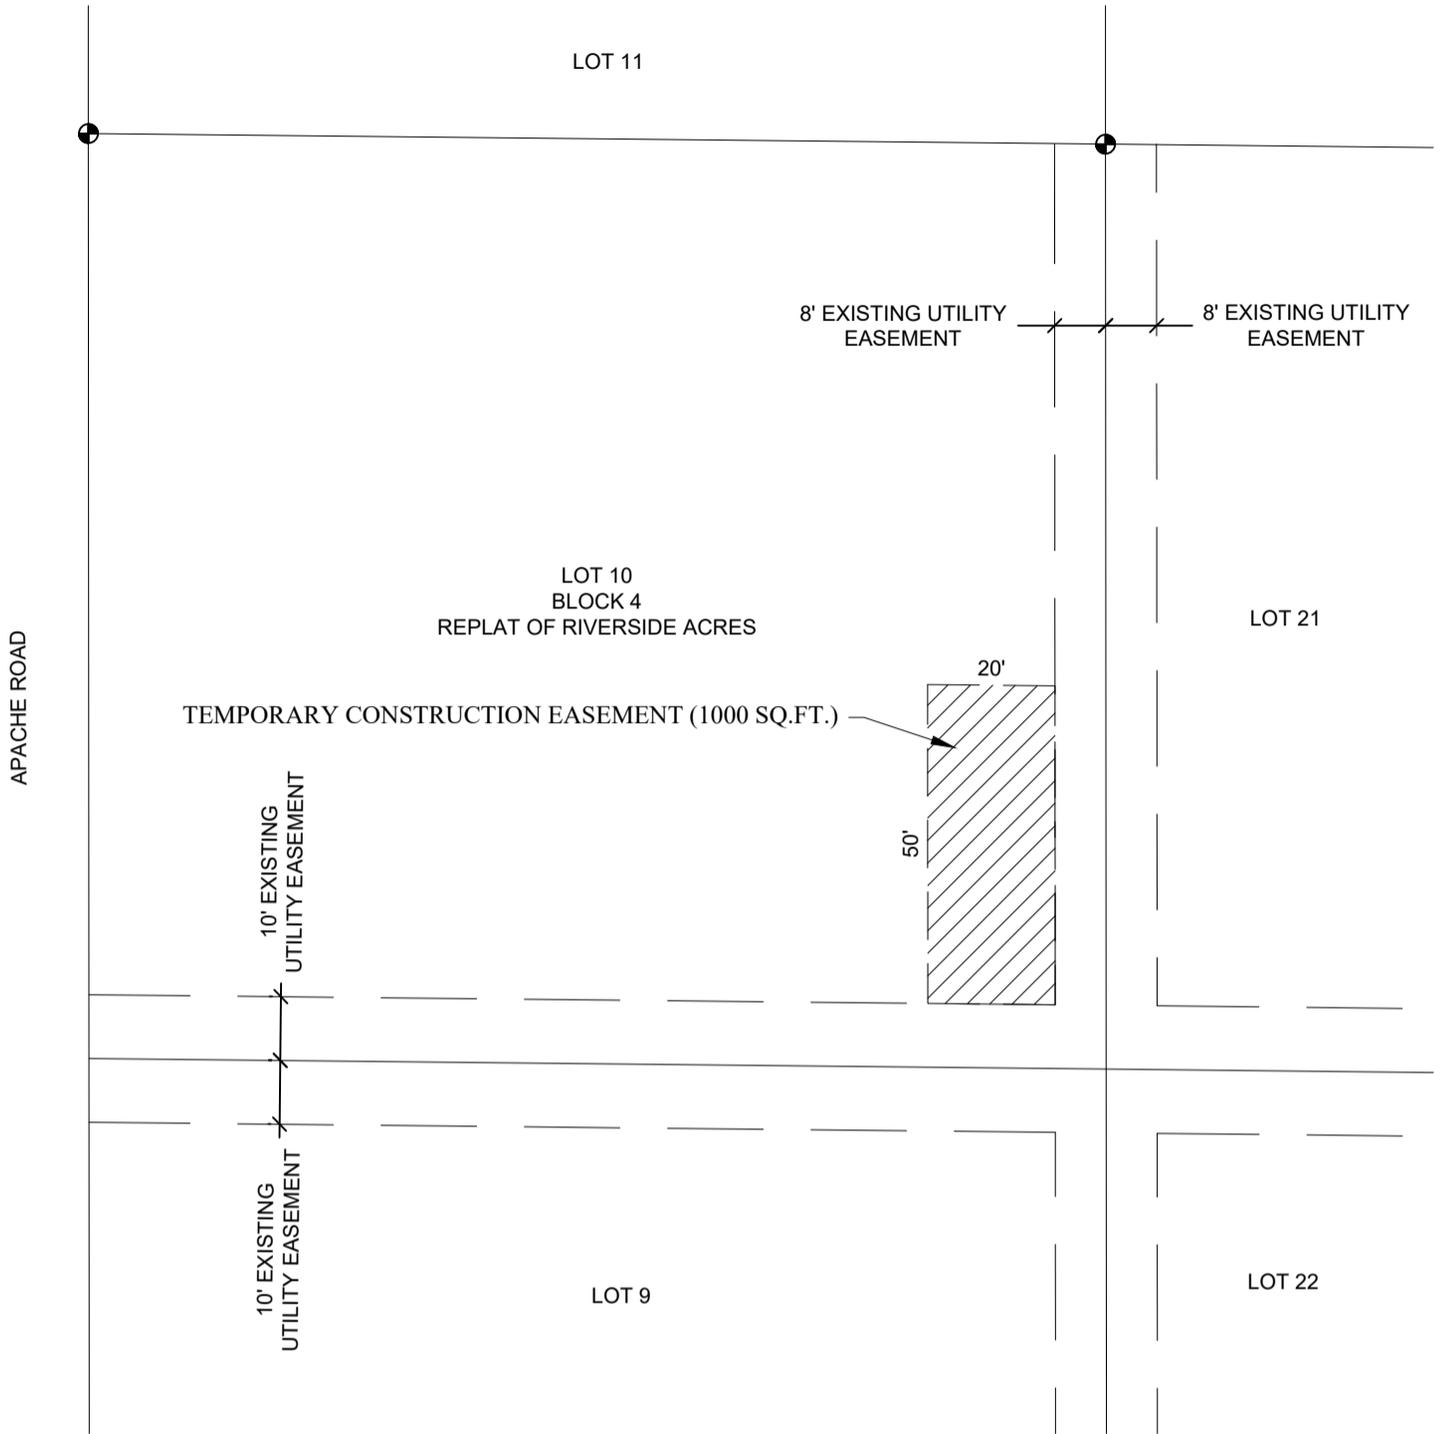 LOT 11
8' EXISTING UTILITY
EASEMENT
8' EXISTING UTILITY
EASEMENT
LOT 10
BLOCK 4
REPLAT OF RIVERSIDE ACRES
LOT 21
APACHE ROAD
20'
TEMPORARY CONSTRUCTION EASEMENT (1000 SQ.FT.)
50'
10' EXISTING
UTILITY EASEMENT
10' EXISTING
UTILITY EASEMENT
LOT 9
LOT 22